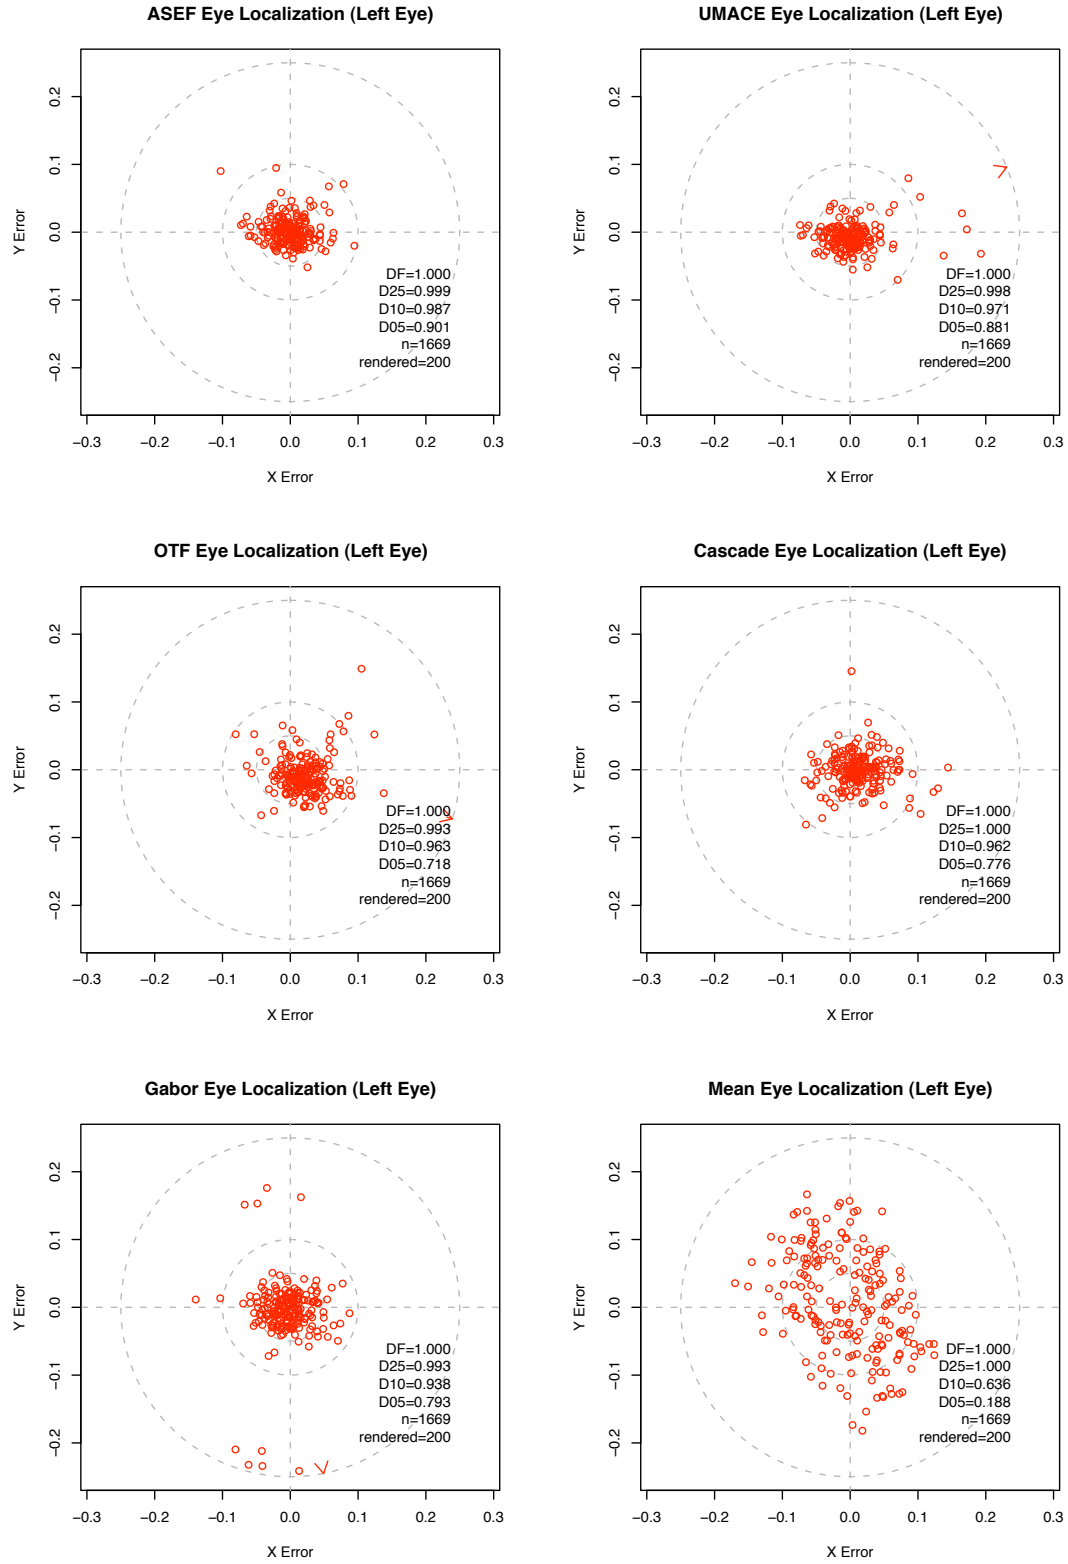 ASEF Eye Localization (Left Eye)
Y Error
0.2
0.1
0.0
−0.1
−0.2
DF=1.000
D25=0.999
D10=0.987
D05=0.901
n=1669
rendered=200
−0.3 −0.2 −0.1 0.0 0.1 0.2 0.3
X Error
UMACE Eye Localization (Left Eye)
Y Error
0.2
0.1
0.0
−0.1
−0.2
DF=1.000
D25=0.998
D10=0.971
D05=0.881
n=1669
rendered=200
−0.3 −0.2 −0.1 0.0 0.1 0.2 0.3
X Error
OTF Eye Localization (Left Eye)
Y Error
0.2
0.1
0.0
−0.1
−0.2
DF=1.000
D25=0.993
D10=0.963
D05=0.718
n=1669
rendered=200
−0.3 −0.2 −0.1 0.0 0.1 0.2 0.3
X Error
Cascade Eye Localization (Left Eye)
Y Error
0.2
0.1
0.0
−0.1
−0.2
DF=1.000
D25=1.000
D10=0.962
D05=0.776
n=1669
rendered=200
−0.3 −0.2 −0.1 0.0 0.1 0.2 0.3
X Error
Gabor Eye Localization (Left Eye)
Y Error
0.2
0.1
0.0
−0.1
−0.2
DF=1.000
D25=0.993
D10=0.938
D05=0.793
n=1669
rendered=200
−0.3 −0.2 −0.1 0.0 0.1 0.2 0.3
X Error
Mean Eye Localization (Left Eye)
Y Error
0.2
0.1
0.0
−0.1
−0.2
DF=1.000
D25=1.000
D10=0.636
D05=0.188
n=1669
rendered=200
−0.3 −0.2 −0.1 0.0 0.1 0.2 0.3
X Error